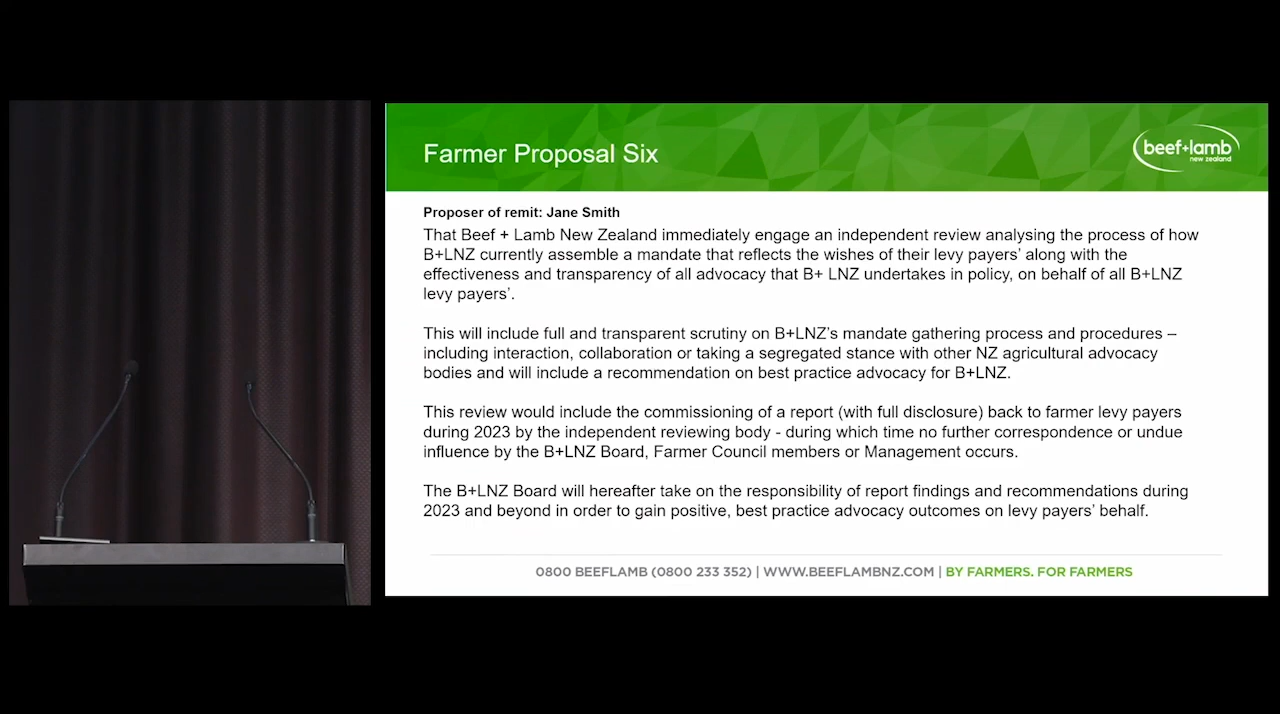 Farmer Proposal Six
beef+lamb
new zealand
Proposer of remit: Jane Smith
That Beef + Lamb New Zealand immediately engage an independent review analysing the process of how
B+LNZ currently assemble a mandate that reflects the wishes of their levy payers’ along with the
effectiveness and transparency of all advocacy that B+ LNZ undertakes in policy, on behalf of all B+LNZ
levy payers’.
This will include full and transparent scrutiny on B+LNZ’s mandate gathering process and procedures –
including interaction, collaboration or taking a segregated stance with other NZ agricultural advocacy
bodies and will include a recommendation on best practice advocacy for B+LNZ.
This review would include the commissioning of a report (with full disclosure) back to farmer levy payers
during 2023 by the independent reviewing body - during which time no further correspondence or undue
influence by the B+LNZ Board, Farmer Council members or Management occurs.
The B+LNZ Board will hereafter take on the responsibility of report findings and recommendations during
2023 and beyond in order to gain positive, best practice advocacy outcomes on levy payers’ behalf.
0800 BEEFLAMB (0800 233 352) | WWW.BEEFLAMBNZ.COM | BY FARMERS. FOR FARMERS